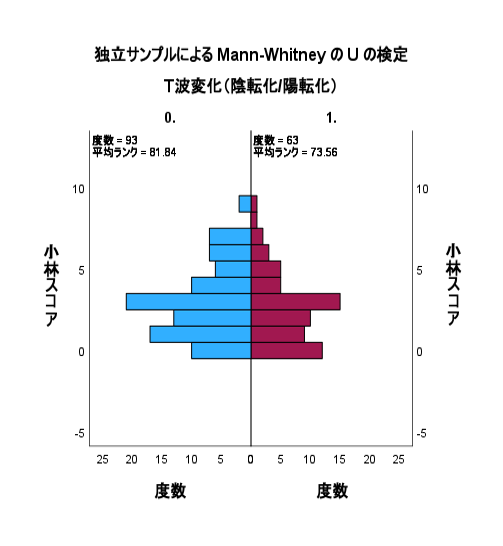 独立サンプルによる Mann-Whitney の U の検定
T波変化（陰転化/陽転化）
0. 1.
度数 = 93
平均ランク = 81.84
度数 = 63
平均ランク = 73.56
10 10
5 5
0 0
-5 -5
小林スコア
小林スコア
25 20 15 10 5 0 5 10 15 20 25
度数 度数